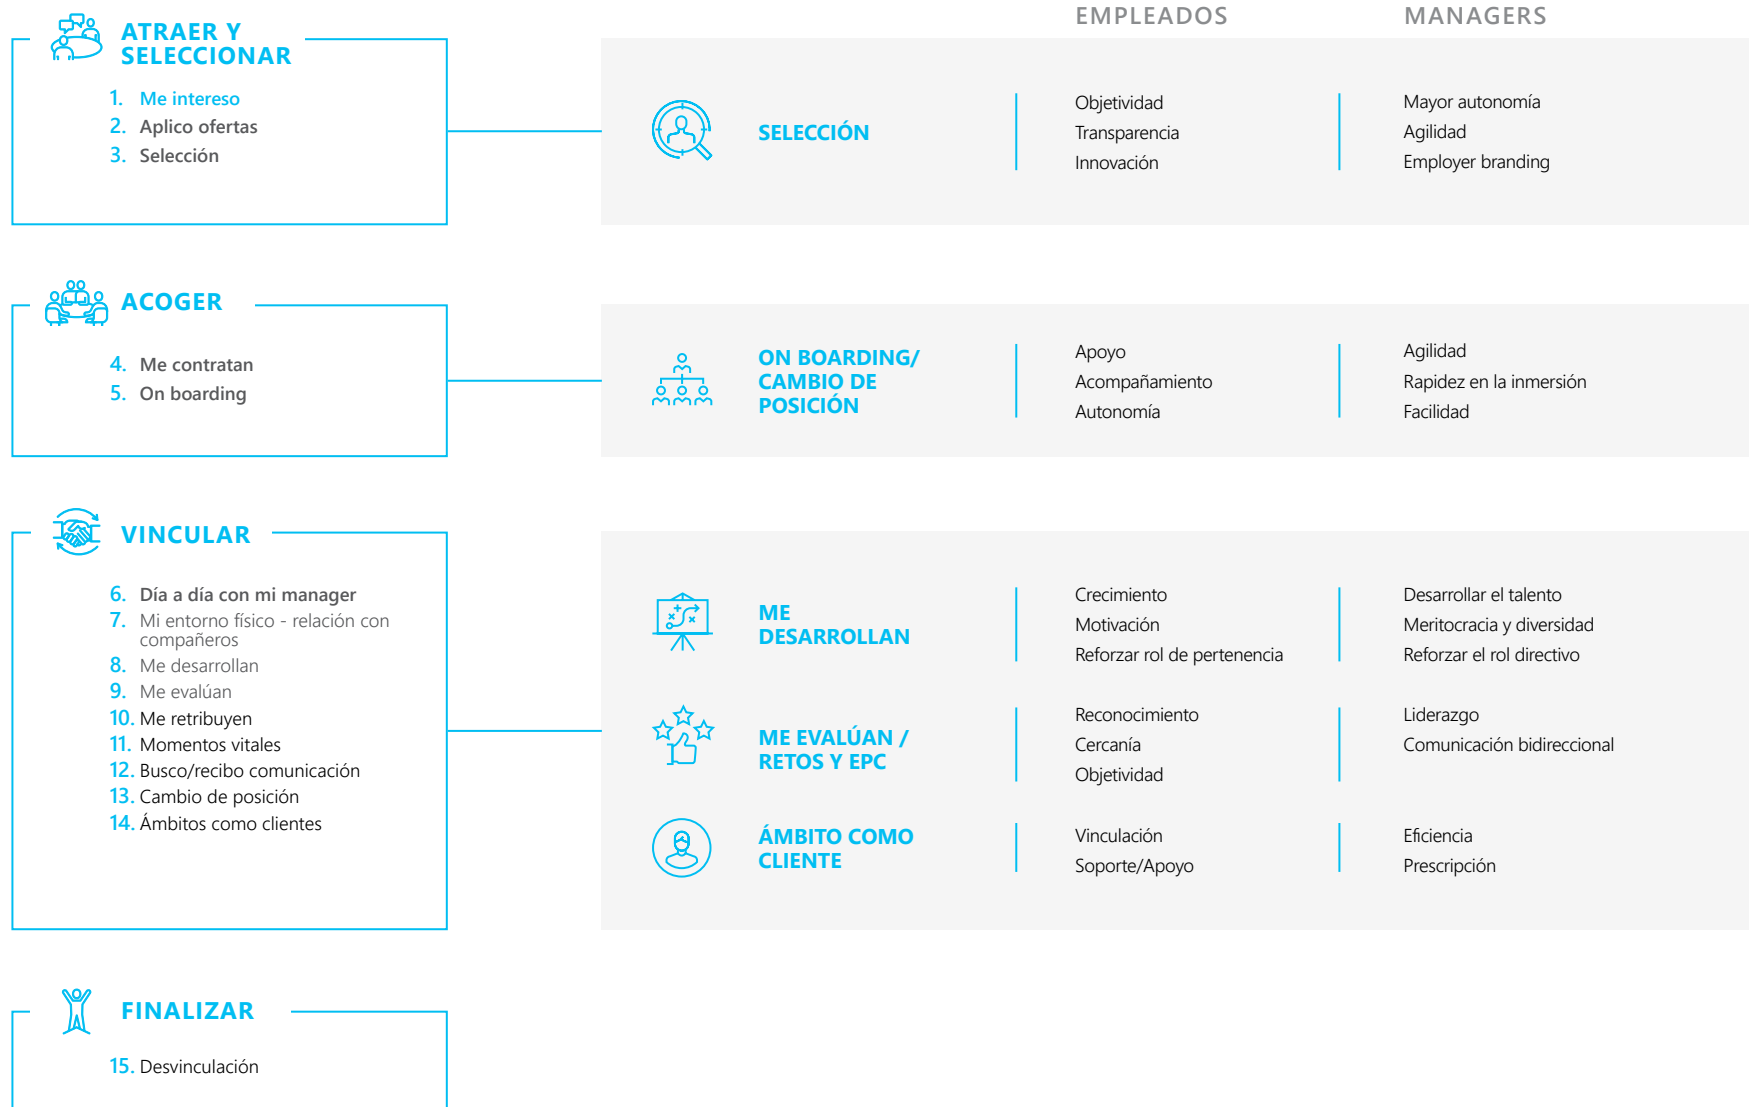 EMPLEADOS
MANAGERS
ATRAER Y
SELECCIONAR
1. Me intereso
2. Aplico ofertas
3. Selección
SELECCIÓN
Objetividad
Transparencia
Innovación
Mayor autonomía
Agilidad
Employer branding
ACOGER
4. Me contratan
5. On boarding
ON BOARDING/
CAMBIO DE
POSICIÓN
Apoyo
Acompañamiento
Autonomía
Agilidad
Rapidez en la inmersión
Facilidad
VINCULAR
6. Día a día con mi manager
7. Mi entorno físico - relación con
compañeros
8. Me desarrollan
9. Me evalúan
10. Me retribuyen
11. Momentos vitales
12. Busco/recibo comunicación
13. Cambio de posición
14. Ámbitos como clientes
ME
DESARROLLAN
Crecimiento
Motivación
Reforzar rol de pertenencia
Desarrollar el talento
Meritocracia y diversidad
Reforzar el rol directivo
ME EVALÚAN /
RETOS Y EPC
Reconocimiento
Cercanía
Objetividad
Liderazgo
Comunicación bidireccional
ÁMBITO COMO
CLIENTE
Vinculación
Soporte/Apoyo
Eficiencia
Prescripción
FINALIZAR
15. Desvinculación